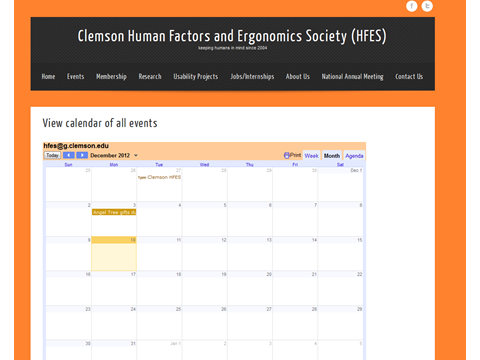 f t
Clemson Human Factors and Ergonomics Society (HFES)
keeping humans in mind since 2004
Home Events Membership Research Usability Projects Jobs/Internships About Us National Annual Meeting Contact Us
View calendar of all events
hfes@g.clemson.edu
Today December 2012 Print Week Month Agenda
Sun Mon Tue Wed Thu Fri Sat
25 26 27 28 29 30 Dec 1
7pm Clemson HFES
2 3 4 5 6 7 8
Angel Tree gifts
9 10 11 12 13 14 15
16 17 18 19 20 21 22
23 24 25 26 27 28 29
30 31 Jan 1 2 3 4 5